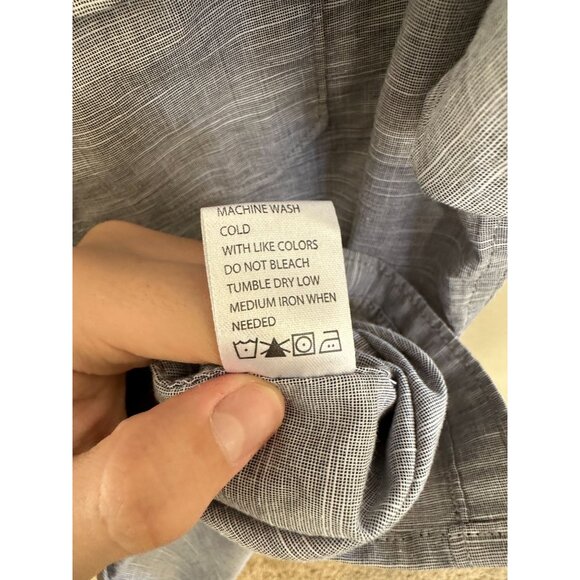 MACHINE WASH
COLD
WITH LIKE COLORS
DO NOT BLEACH
TUMBLE DRY LOW
MEDIUM IRON WHEN
NEEDED